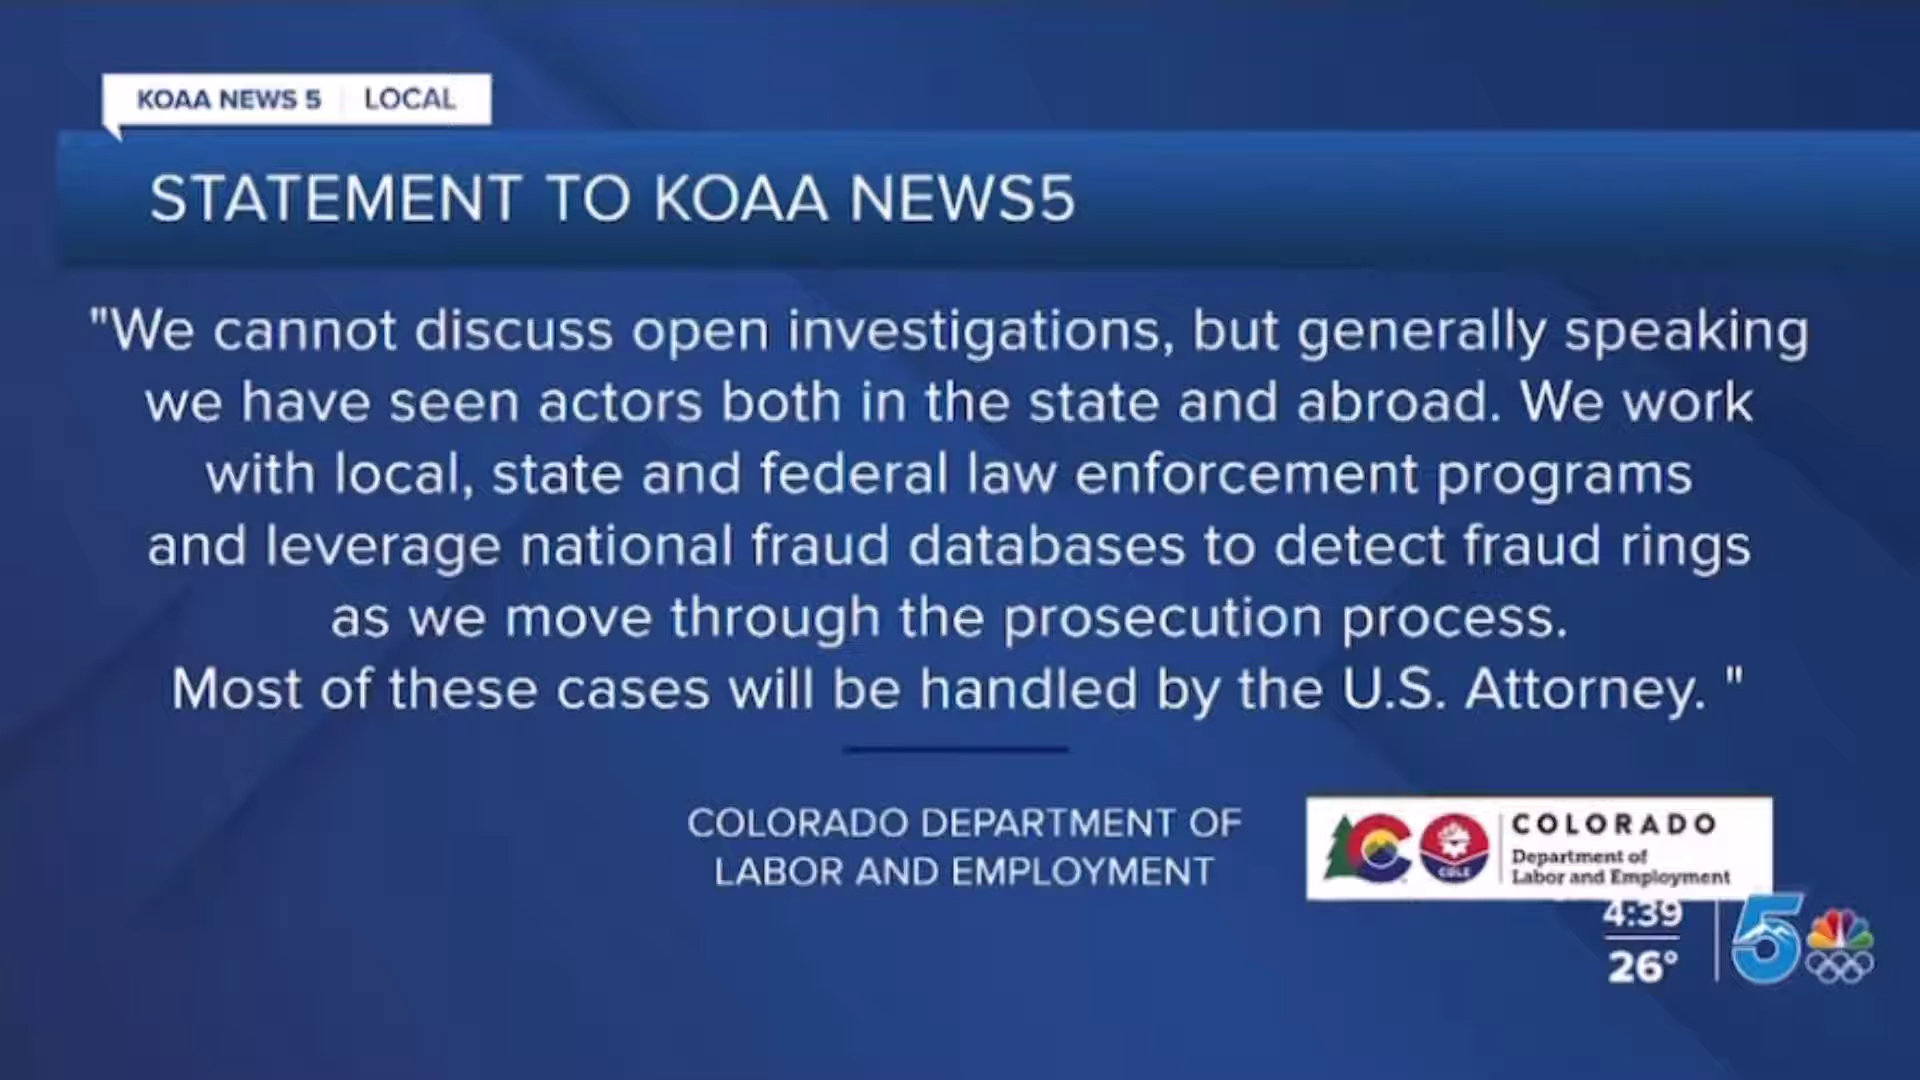 KOAA NEWS 5 LOCAL
STATEMENT TO KOAA NEWS5
"We cannot discuss open investigations, but generally speaking
we have seen actors both in the state and abroad. We work
with local, state and federal law enforcement programs
and leverage national fraud databases to detect fraud rings
as we move through the prosecution process.
Most of these cases will be handled by the U.S. Attorney. "
COLORADO DEPARTMENT OF
LABOR AND EMPLOYMENT
COLORADO
Department of
Labor and Employment
CDLE
4:39
26°
5